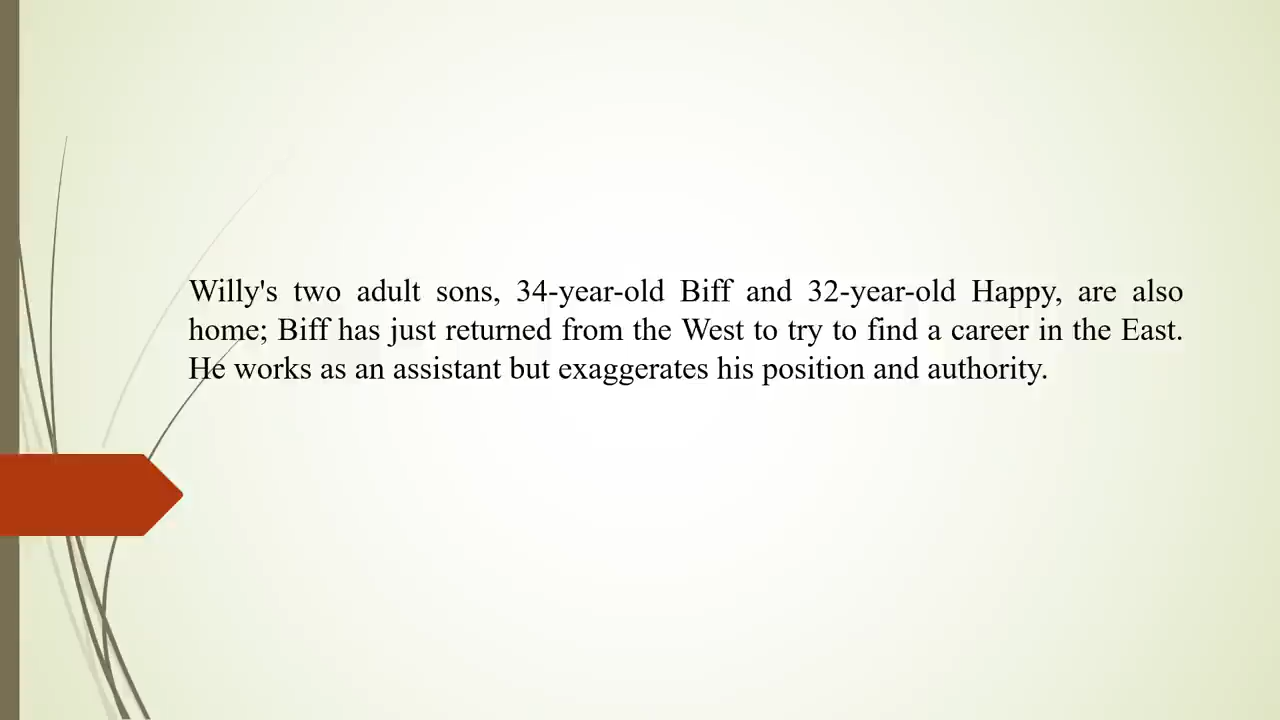 Willy's two adult sons, 34-year-old Biff and 32-year-old Happy, are also
home; Biff has just returned from the West to try to find a career in the East.
He works as an assistant but exaggerates his position and authority.